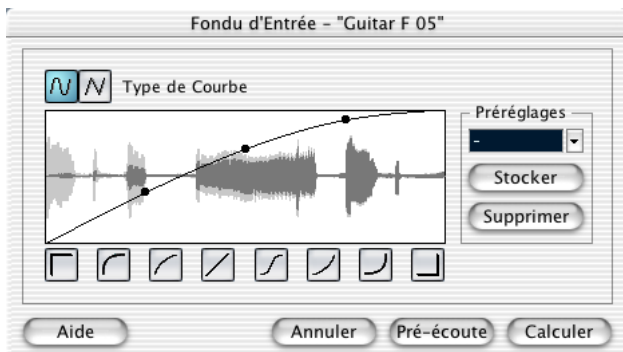 Fondu d'Entrée – "Guitar F 05"
Type de Courbe
Préréglages
-
Stocker
Supprimer
Aide
Annuler
Pré-écoute
Calculer